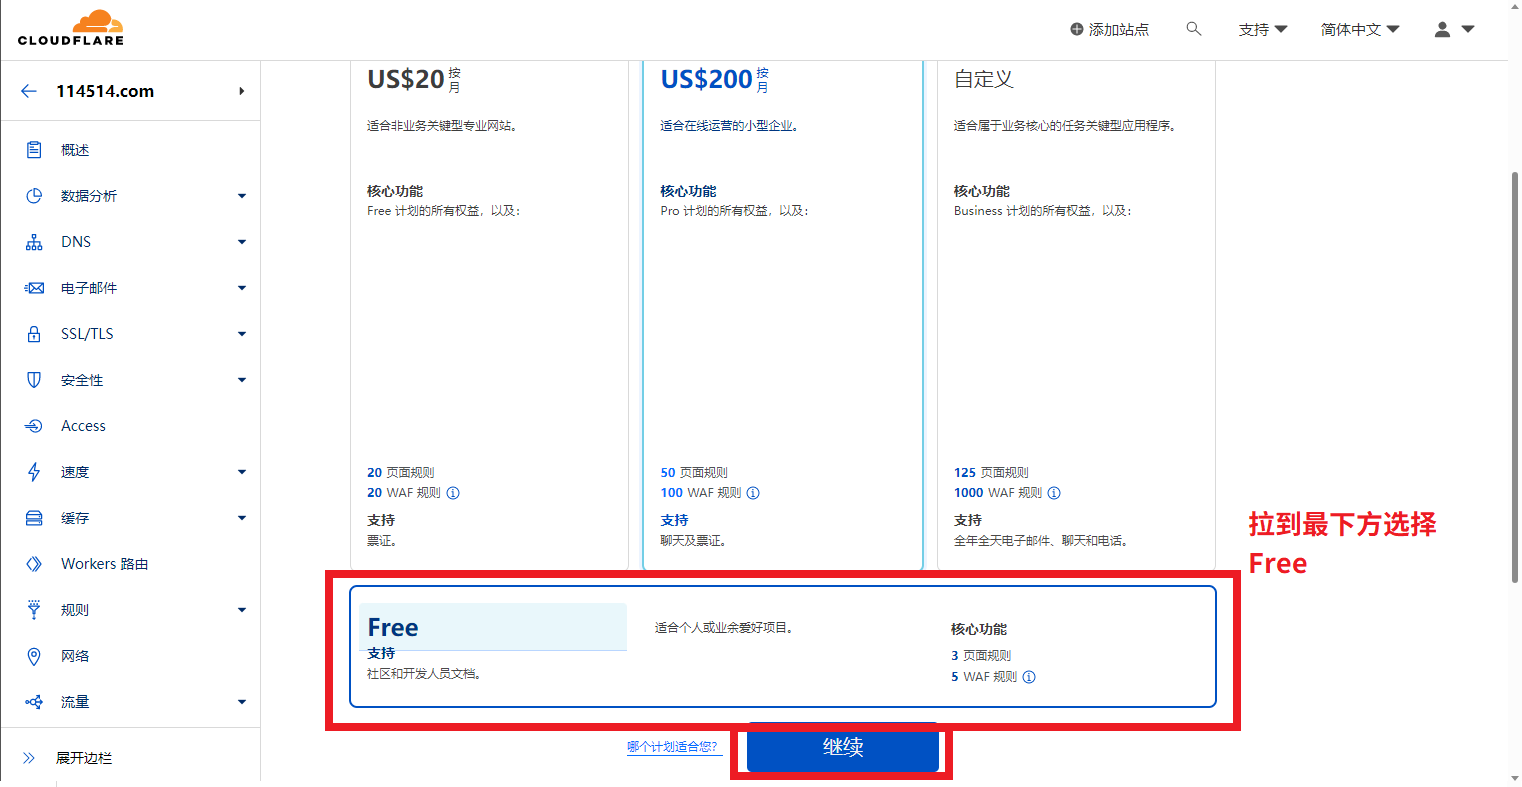 CLOUDFLARE
添加站点
支持
简体中文
114514.com
概述
数据分析
DNS
电子邮件
SSL/TLS
安全性
Access
速度
缓存
Workers 路由
规则
网络
流量
展开边栏
US$20 按月
适合非业务关键型专业网站。
核心功能
Free 计划的所有权益，以及：
20 页面规则
20 WAF 规则
支持
票证。
US$200 按月
适合在线运营的小型企业。
核心功能
Pro 计划的所有权益，以及：
50 页面规则
100 WAF 规则
支持
聊天及票证。
自定义
适合属于业务核心的任务关键型应用程序。
核心功能
Business 计划的所有权益，以及：
125 页面规则
1000 WAF 规则
支持
全年全天电子邮件、聊天和电话。
拉到最下方选择
Free
Free
支持
社区和开发人员文档。
适合个人或业余爱好项目。
核心功能
3 页面规则
5 WAF 规则
哪个计划适合您？
继续